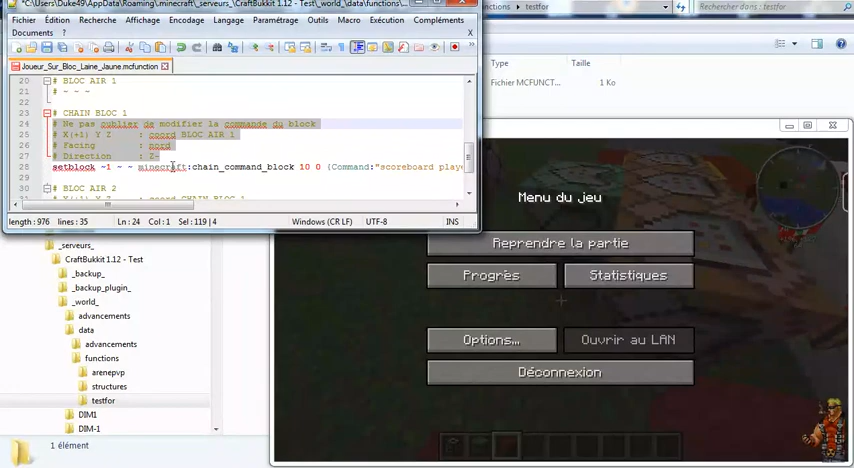 *C:\Users\Duke49\AppData\Roaming\.minecraft\_serveurs_\CraftBukkit 1.12 - Test\_world_\data\functions\
Fichier Édition Recherche Affichage Encodage Langage Paramétrage Outils Macro Exécution Compléments
Documents ? X
Joueur_Sur_Bloc_Laine_Jaune.mcfunction
20 # BLOC AIR 1
21 # ~ ~ ~
22
23 # CHAIN BLOC 1
24 # Ne pas oublier de modifier la commande du block
25 # X(+1) Y Z : coord BLOC AIR 1
26 # Facing : nord
27 # Direction : Z-
28 setblock ~1 ~ ~ minecraft:chain_command_block 10 0 {Command:"scoreboard playe
29
30 # BLOC AIR 2
# X(+1) Y Z : coord CHAIN BLOC 1
length : 976 lines : 35 Ln : 24 Col : 1 Sel : 119 | 4 Windows (CR LF) UTF-8 INS
functions testfor
Rechercher dans : testfor
Type Taille
Fichier MCFUNCT... 1 Ko
_serveurs_
CraftBukkit 1.12 - Test
_backup_
_backup_plugin_
_world_
advancements
data
advancements
functions
arenepvp
structures
testfor
DIM1
DIM-1
1 élément
Menu du jeu
Reprendre la partie
Progrès Statistiques
Options... Ouvrir au LAN
Déconnexion